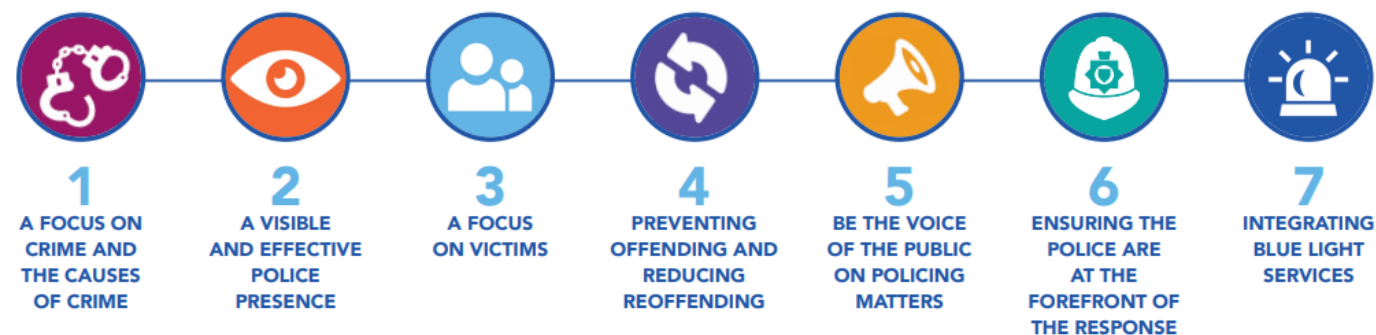 1
A FOCUS ON
CRIME AND
THE CAUSES
OF CRIME
2
A VISIBLE
AND EFFECTIVE
POLICE
PRESENCE
3
A FOCUS
ON VICTIMS
4
PREVENTING
OFFENDING AND
REDUCING
REOFFENDING
5
BE THE VOICE
OF THE PUBLIC
ON POLICING
MATTERS
6
ENSURING THE
POLICE ARE
AT THE
FOREFRONT OF
THE RESPONSE
7
INTEGRATING
BLUE LIGHT
SERVICES